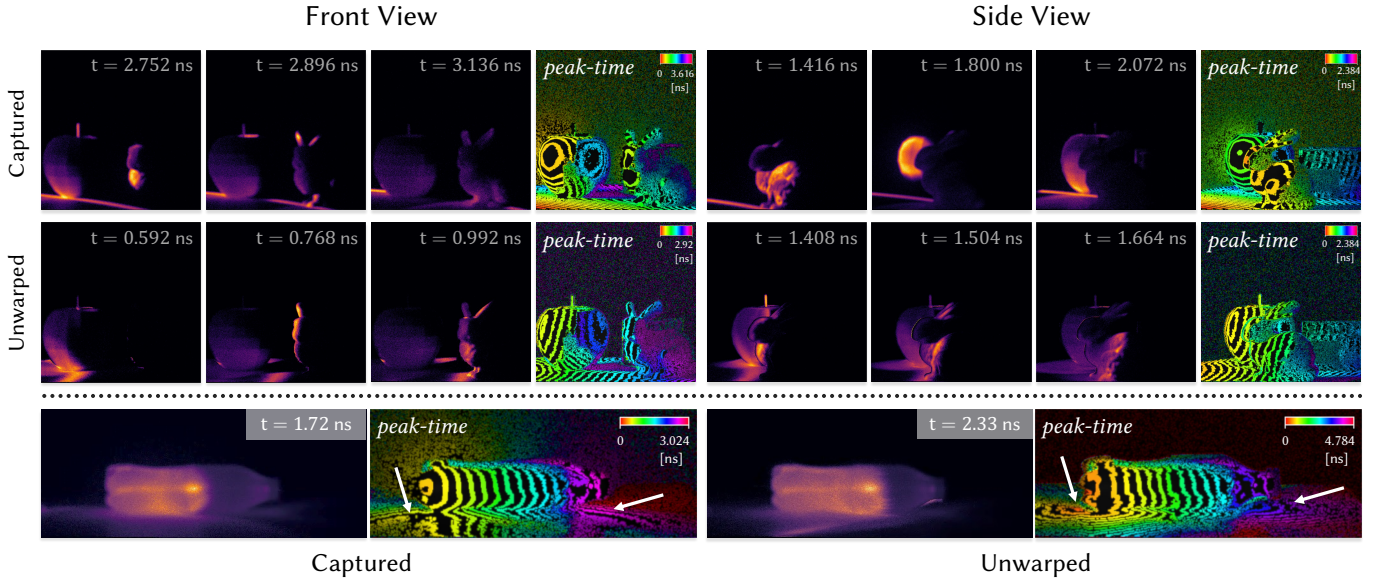 Front View
Side View
Captured
t = 2.752 ns
t = 2.896 ns
t = 3.136 ns
peak-time
0 3.616
[ns]
t = 1.416 ns
t = 1.800 ns
t = 2.072 ns
peak-time
0 2.384
[ns]
Unwarped
t = 0.592 ns
t = 0.768 ns
t = 0.992 ns
peak-time
0 2.92
[ns]
t = 1.408 ns
t = 1.504 ns
t = 1.664 ns
peak-time
0 2.384
[ns]
t = 1.72 ns
peak-time
0 3.024
[ns]
t = 2.33 ns
peak-time
0 4.784
[ns]
Captured
Unwarped